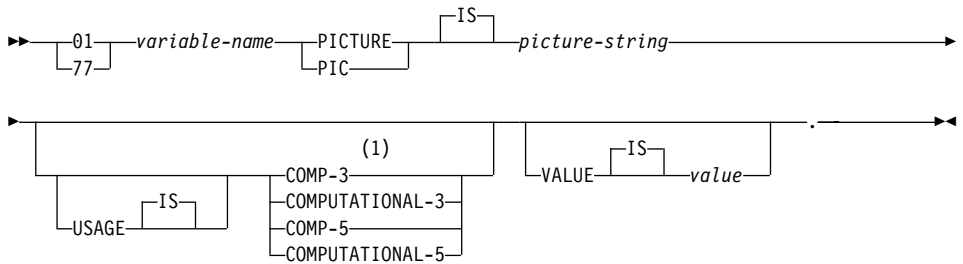 IS
01 variable-name PICTURE picture-string
77 PIC
(1)
COMP-3
IS
IS COMPUTATIONAL-3 VALUE value .
USAGE COMP-5
COMPUTATIONAL-5